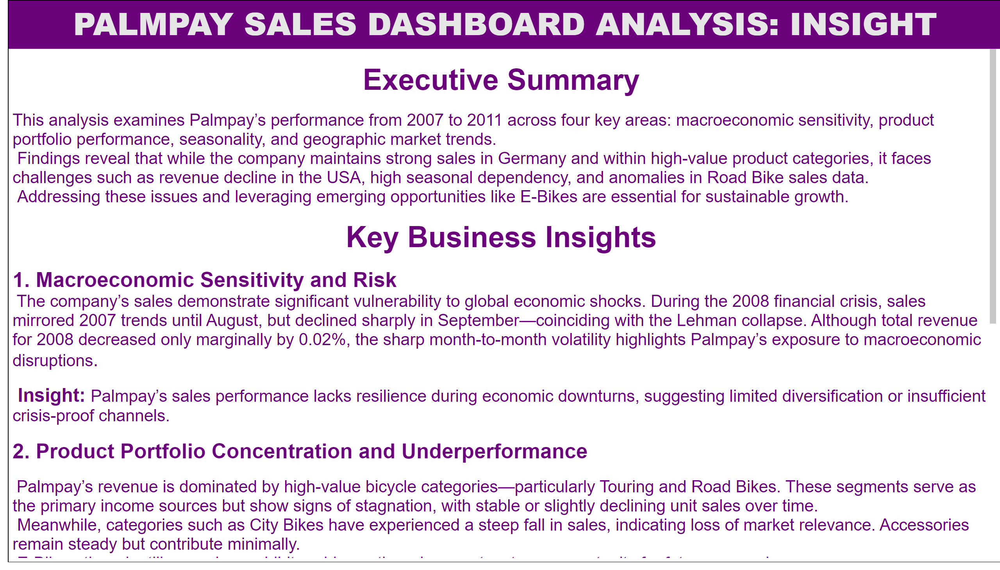 PALMPAY SALES DASHBOARD ANALYSIS: INSIGHT
Executive Summary
This analysis examines Palmpay’s performance from 2007 to 2011 across four key areas: macroeconomic sensitivity, product
portfolio performance, seasonality, and geographic market trends.
Findings reveal that while the company maintains strong sales in Germany and within high-value product categories, it faces
challenges such as revenue decline in the USA, high seasonal dependency, and anomalies in Road Bike sales data.
Addressing these issues and leveraging emerging opportunities like E-Bikes are essential for sustainable growth.
Key Business Insights
1. Macroeconomic Sensitivity and Risk
The company’s sales demonstrate significant vulnerability to global economic shocks. During the 2008 financial crisis, sales
mirrored 2007 trends until August, but declined sharply in September—coinciding with the Lehman collapse. Although total revenue
for 2008 decreased only marginally by 0.02%, the sharp month-to-month volatility highlights Palmpay’s exposure to macroeconomic
disruptions.
Insight: Palmpay’s sales performance lacks resilience during economic downturns, suggesting limited diversification or insufficient
crisis-proof channels.
2. Product Portfolio Concentration and Underperformance
Palmpay’s revenue is dominated by high-value bicycle categories—particularly Touring and Road Bikes. These segments serve as
the primary income sources but show signs of stagnation, with stable or slightly declining unit sales over time.
Meanwhile, categories such as City Bikes have experienced a steep fall in sales, indicating loss of market relevance. Accessories
remain steady but contribute minimally.